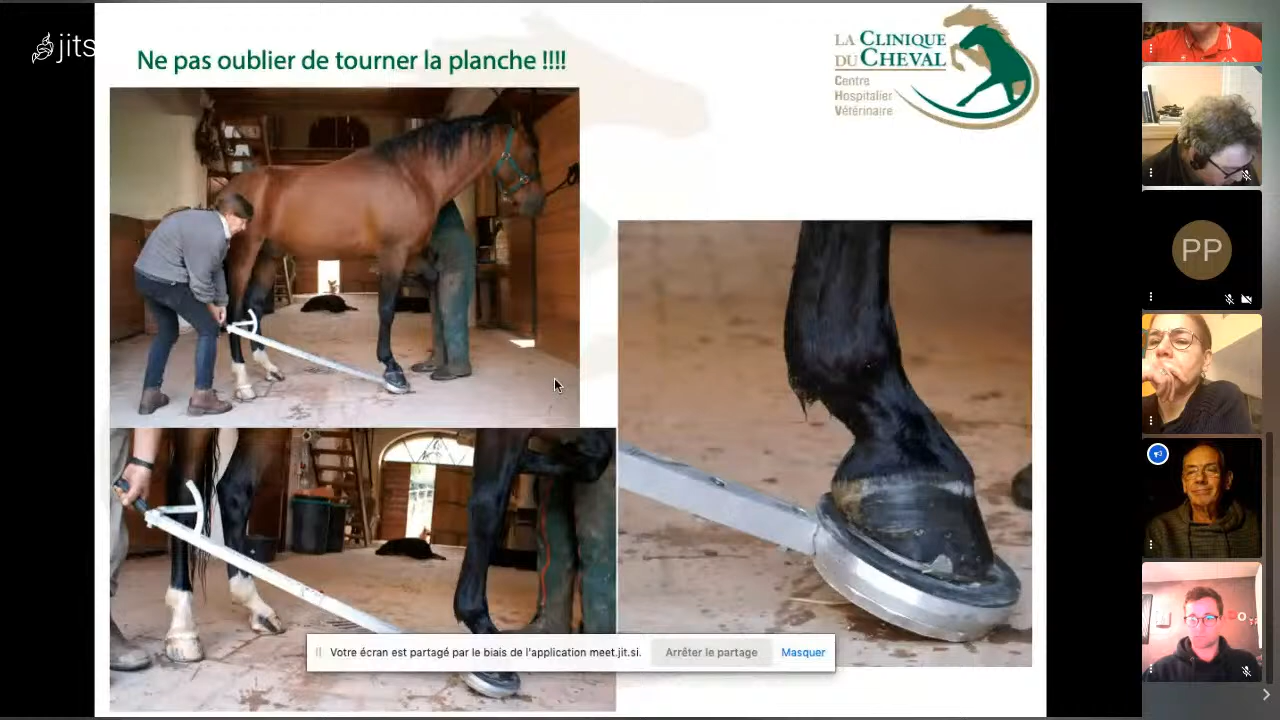 jits
Ne pas oublier de tourner la planche !!!!
LA CLINIQUE
DU CHEVAL
Centre
Hospitalier
Vétérinaire
PP
Votre écran est partagé par le biais de l'application meet.jit.si.
Arrêter le partage
Masquer